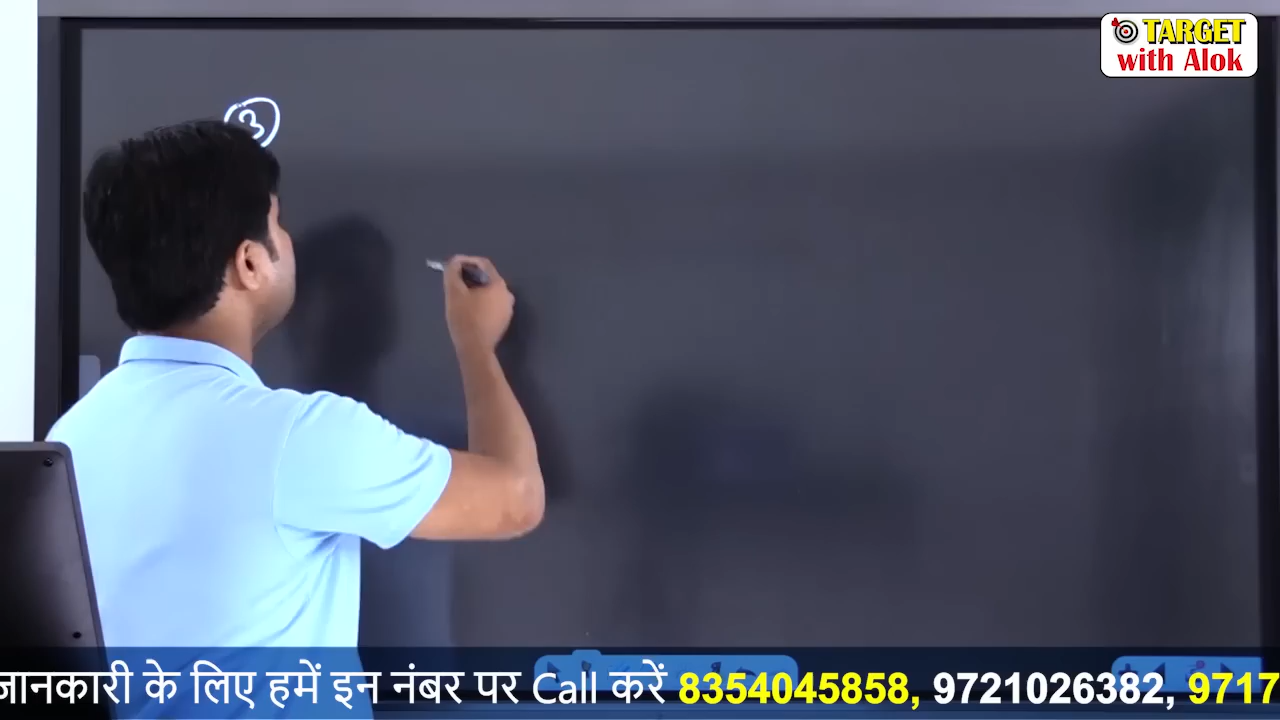 TARGET
with Alok
3
जानकारी के लिए हमें इन नंबर पर Call करें 8354045858, 9721026382, 9717